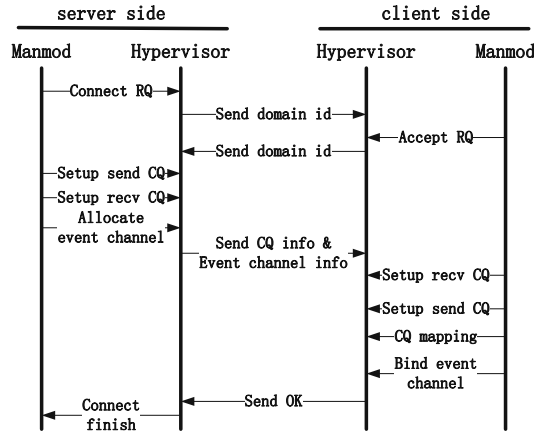 server side
client side
Manmod
Hypervisor
Hypervisor
Manmod
Connect RQ
Send domain id
Accept RQ
Send domain id
Setup send CQ
Setup recv CQ
Allocate
event channel
Send CQ info &
Event channel info
Setup recv CQ
Setup send CQ
CQ mapping
Bind event
channel
Send OK
Connect
finish